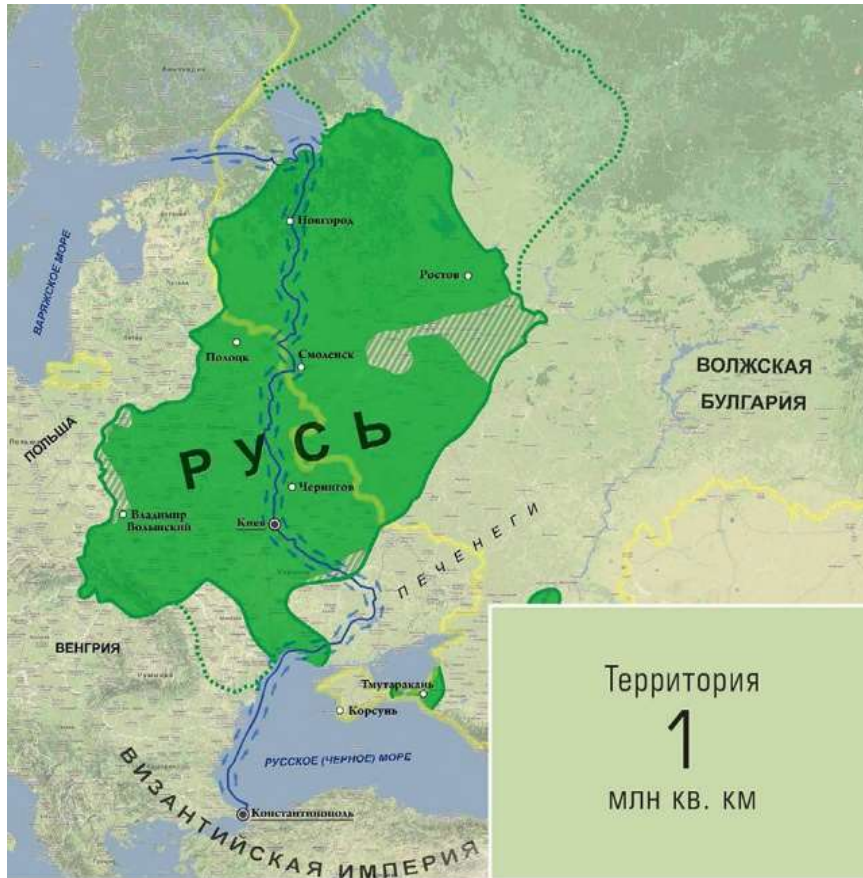 Новгород
Ростов
ВАРЯЖСКОЕ МОРЕ
Полоцк
Смоленск
ВОЛЖСКАЯ
БУЛГАРИЯ
ПОЛЬША
РУСЬ
Чернигов
Владимир
Волынский
Киев
ПЕЧЕНЕГИ
ВЕНГРИЯ
Тмутаракань
Корсунь
РУССКОЕ (ЧЕРНОЕ) МОРЕ
Константинополь
ВИЗАНТИЙСКАЯ ИМПЕРИЯ
Территория
1
млн кв. км